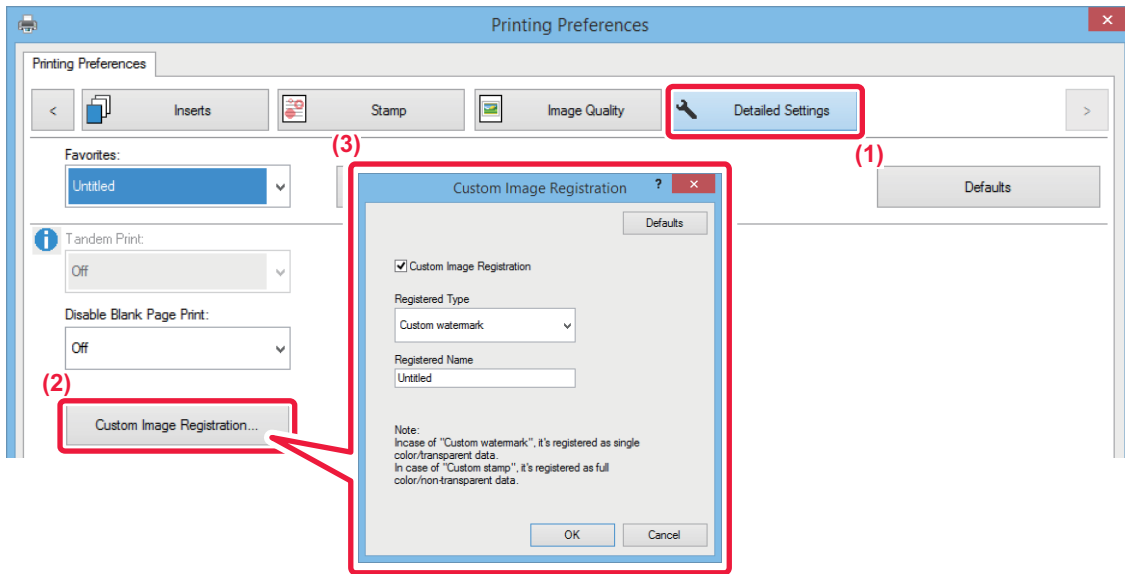 Printing Preferences
Printing Preferences
<
Inserts
Stamp
Image Quality
Detailed Settings
>
(3)
(1)
Favorites:
Untitled
Defaults
Tandem Print:
Off
Disable Blank Page Print:
Off
(2)
Custom Image Registration...
Custom Image Registration
?
Defaults
Custom Image Registration
Registered Type
Custom watermark
Registered Name
Untitled
Note:
Incase of "Custom watermark", it's registered as single
color/transparent data.
In case of "Custom stamp", it's registered as full
color/non-transparent data.
OK
Cancel